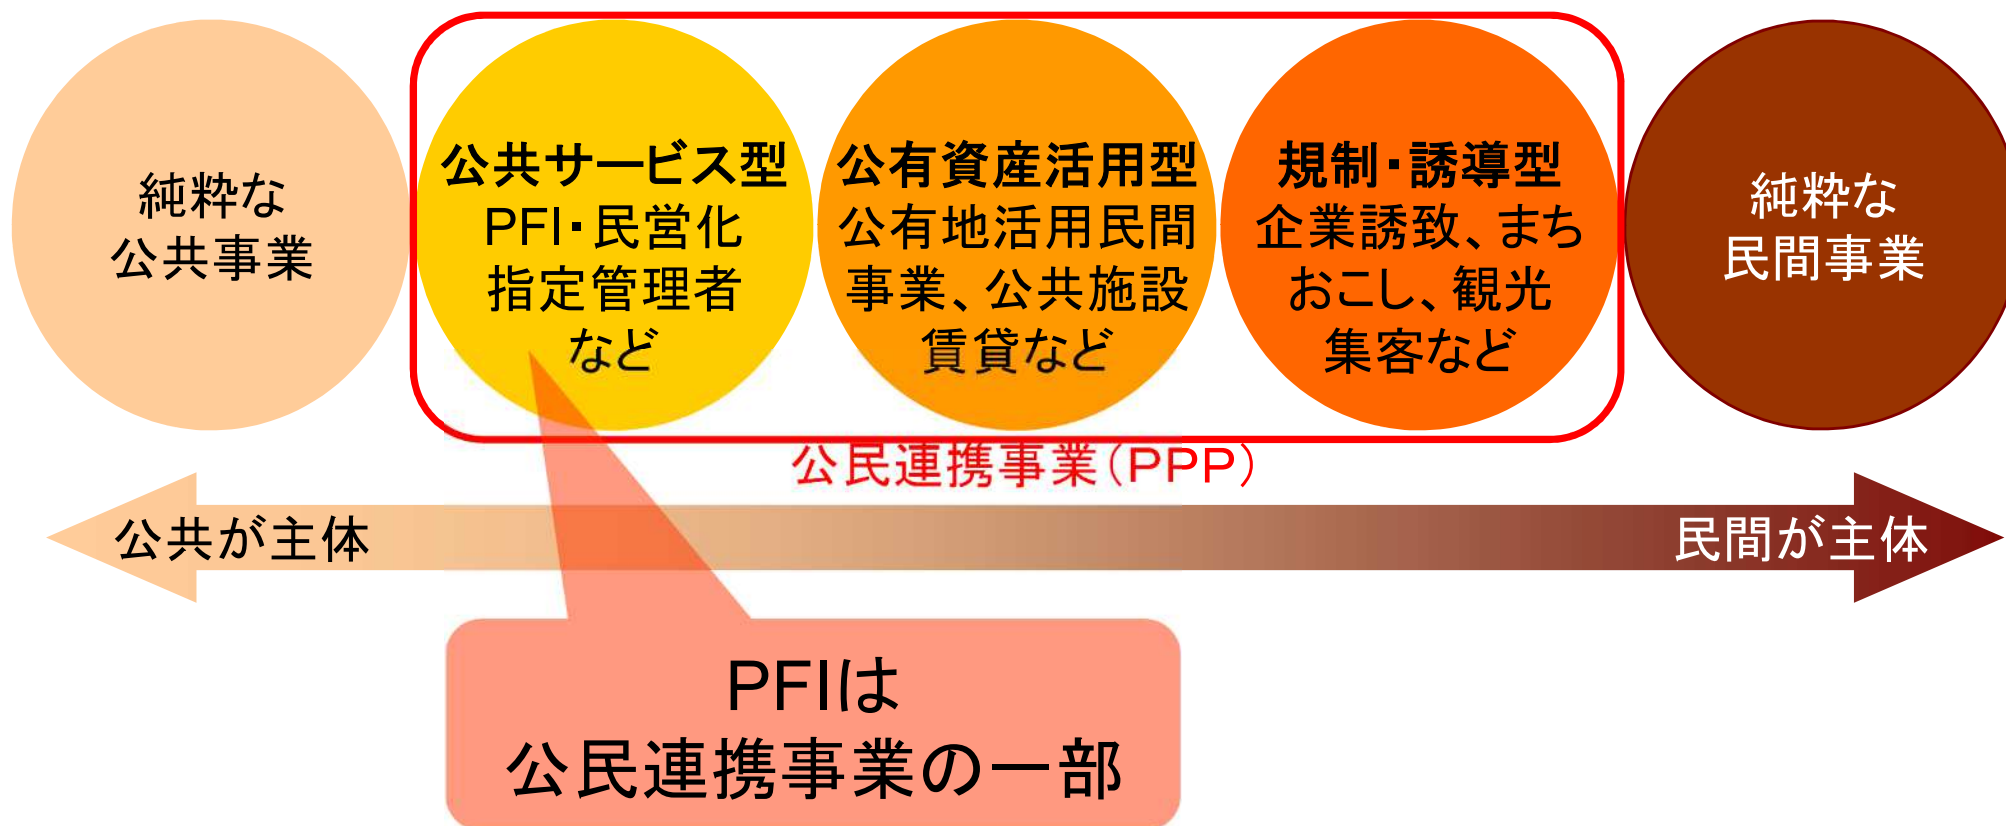 純粋な
公共事業
公共サービス型
PFI・民営化
指定管理者
など
公有資産活用型
公有地活用民間
事業、公共施設
賃貸など
規制・誘導型
企業誘致、まち
おこし、観光
集客など
純粋な
民間事業
公民連携事業(PPP)
公共が主体
民間が主体
PFIは
公民連携事業の一部